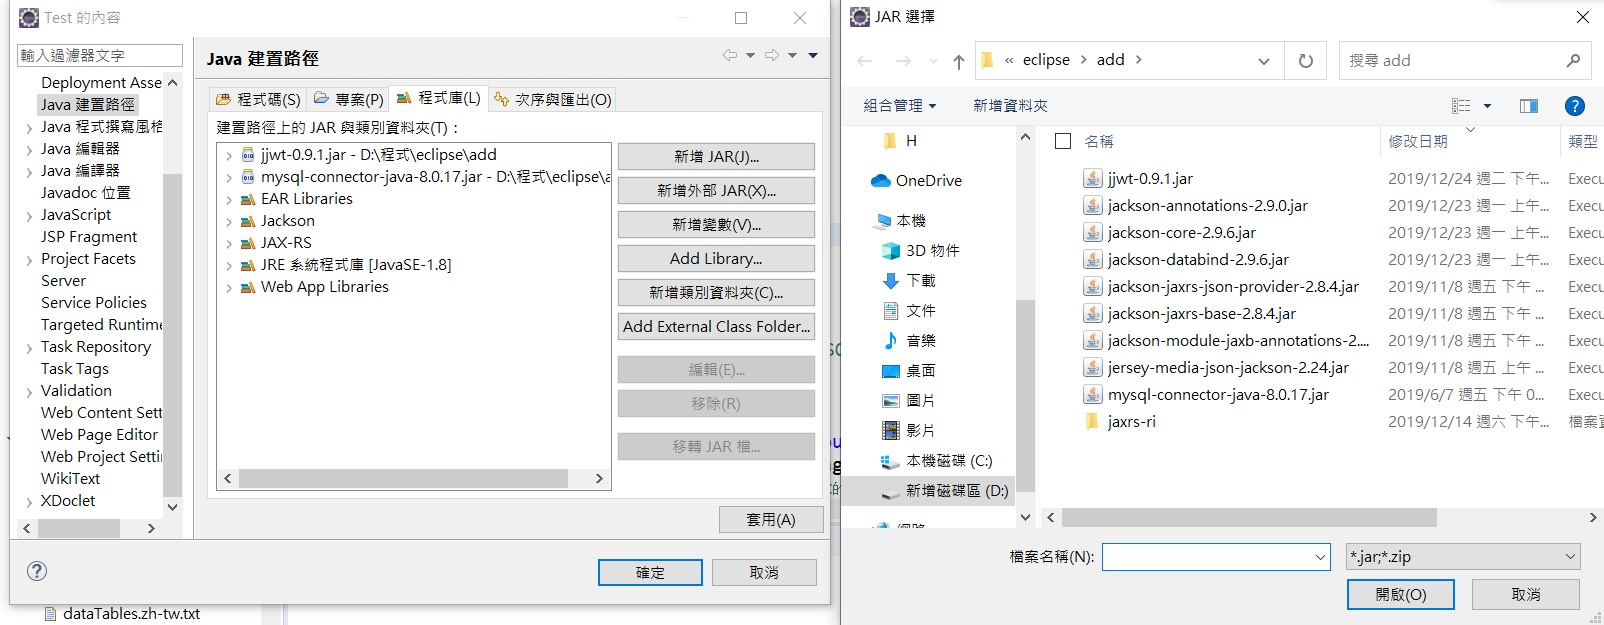 Test 的內容
輸入過濾器文字
Deployment Asse
Java 建置路徑
Java 程式撰寫風格
Java 編輯器
Java 編譯器
Javadoc 位置
JavaScript
JSP Fragment
Project Facets
Server
Service Policies
Targeted Runtime
Task Repository
Task Tags
Validation
Web Content Sett
Web Page Editor
Web Project Settin
WikiText
XDoclet
Java 建置路徑
程式碼(S) 專案(P) 程式庫(L) 次序與匯出(O)
建置路徑上的 JAR 與類別資料夾(T)：
jjwt-0.9.1.jar - D:\程式\eclipse\add
mysql-connector-java-8.0.17.jar - D:\程式\eclipse\a
EAR Libraries
Jackson
JAX-RS
JRE 系統程式庫 [JavaSE-1.8]
Web App Libraries
新增 JAR(J)...
新增外部 JAR(X)...
新增變數(V)...
Add Library...
新增類別資料夾(C)...
Add External Class Folder...
編輯(E)...
移除(R)
移轉 JAR 檔...
套用(A)
?
確定 取消
dataTables.zh-tw.txt
JAR 選擇
« eclipse > add >
搜尋 add
組合管理 新增資料夾
?
H
OneDrive
本機
3D 物件
下載
文件
音樂
桌面
圖片
影片
本機磁碟 (C:)
新增磁碟區 (D:)
名稱 修改日期 類型
jjwt-0.9.1.jar 2019/12/24 週二 下午... Execu
jackson-annotations-2.9.0.jar 2019/12/23 週一 上午... Execu
jackson-core-2.9.6.jar 2019/12/23 週一 上午... Execu
jackson-databind-2.9.6.jar 2019/12/23 週一 上午... Execu
jackson-jaxrs-json-provider-2.8.4.jar 2019/11/8 週五 下午 ... Execu
jackson-jaxrs-base-2.8.4.jar 2019/11/8 週五 下午 ... Execu
jackson-module-jaxb-annotations-2.... 2019/11/8 週五 下午 ... Execu
jersey-media-json-jackson-2.24.jar 2019/11/8 週五 上午 ... Execu
mysql-connector-java-8.0.17.jar 2019/6/7 週五 下午 0... Execu
jaxrs-ri 2019/12/14 週六 下午... 檔案資
檔案名稱(N):
*.jar;*.zip
開啟(O) 取消